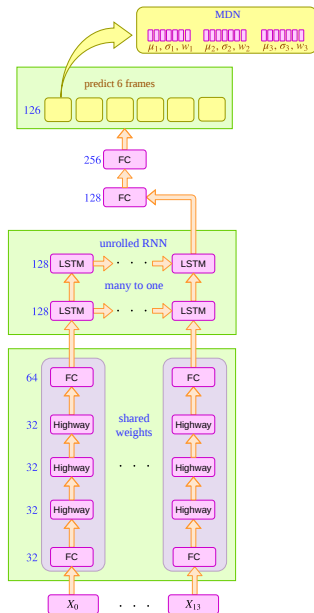 MDN
μ₁, σ₁, w₁ μ₂, σ₂, w₂ μ₃, σ₃, w₃
predict 6 frames
126
256 FC
128 FC
unrolled RNN
128 LSTM · · · LSTM
many to one
128 LSTM · · · LSTM
64 FC FC
32 Highway shared Highway
weights
32 Highway · · · Highway
32 Highway Highway
32 FC FC
X₀ · · · X₁₃